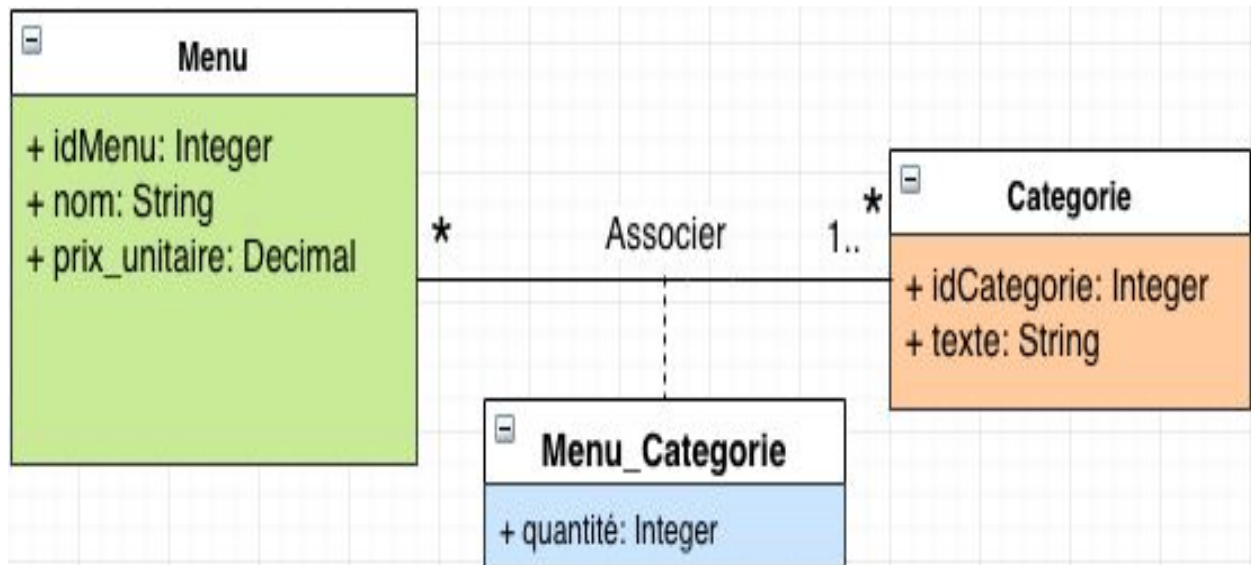 Menu
+ idMenu: Integer
+ nom: String
+ prix_unitaire: Decimal
*
Associer
1..*
Categorie
+ idCategorie: Integer
+ texte: String
Menu_Categorie
+ quantité: Integer